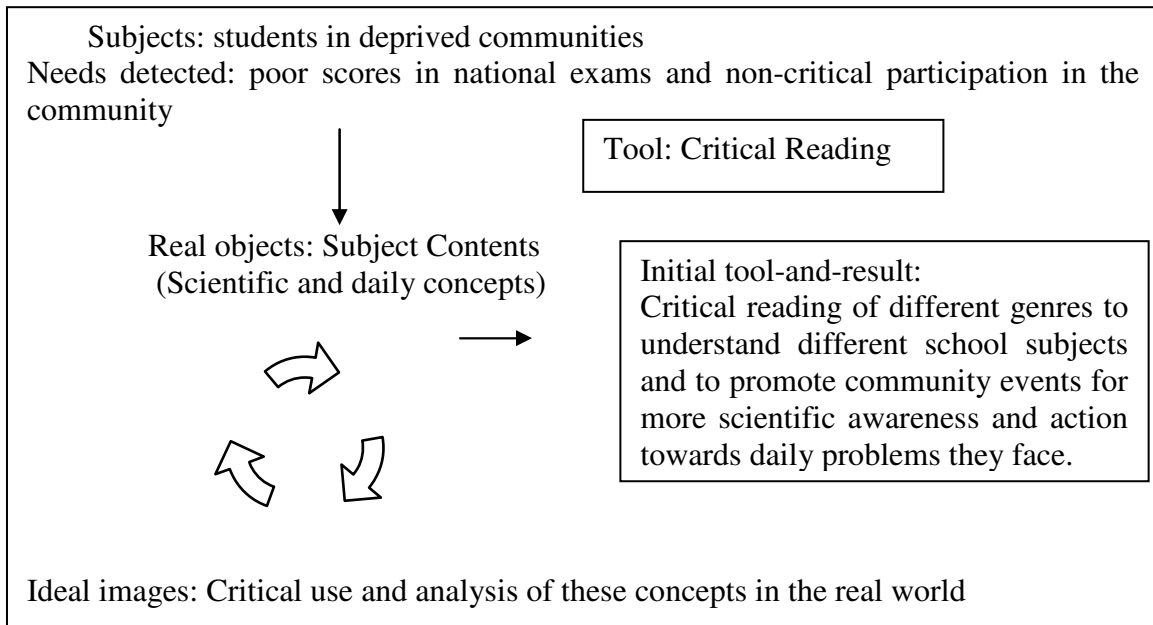 Subjects: students in deprived communities
Needs detected: poor scores in national exams and non-critical participation in the
community
Tool: Critical Reading
Real objects: Subject Contents
(Scientific and daily concepts)
Initial tool-and-result:
Critical reading of different genres to
understand different school subjects
and to promote community events for
more scientific awareness and action
towards daily problems they face.
Ideal images: Critical use and analysis of these concepts in the real world